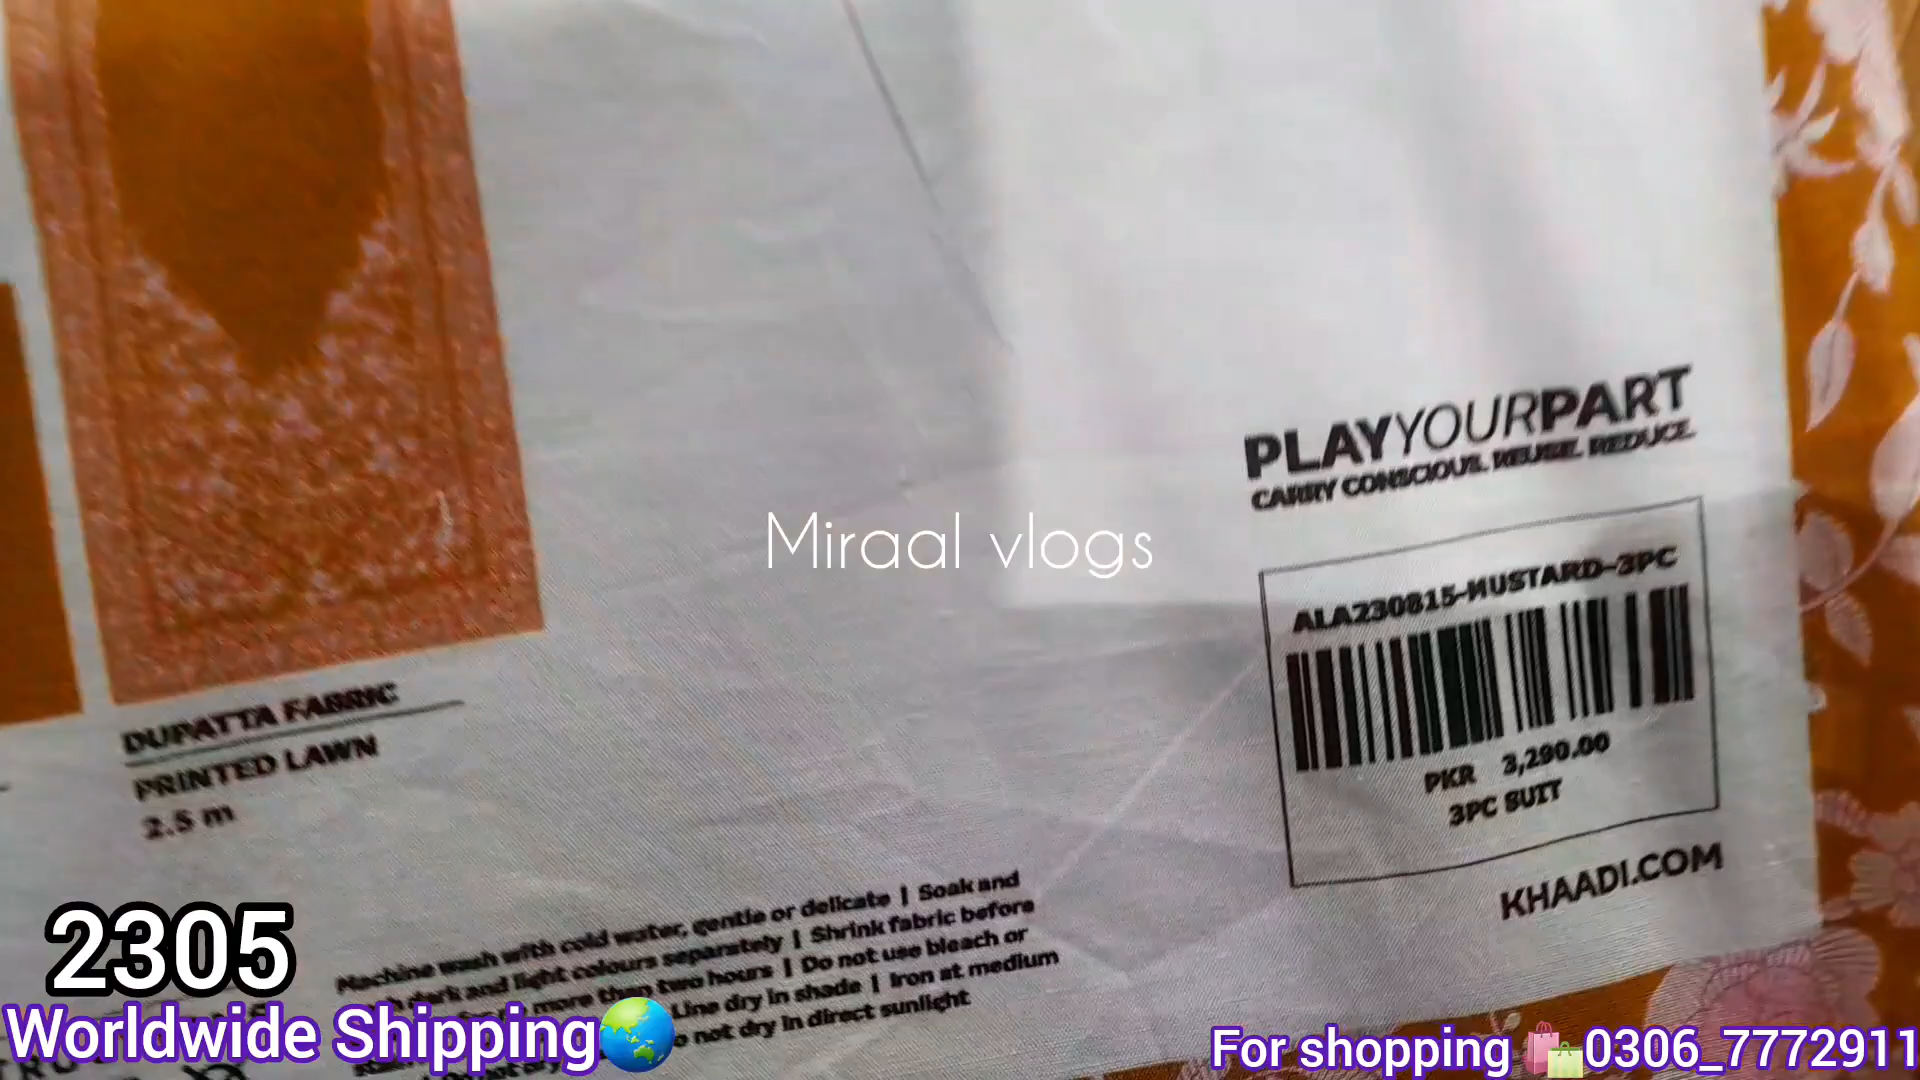 PLAYYOURPART
CARRY CONSCIOUS. REUSE. REDUCE.
Miraal vlogs
ALA230815-MUSTARD-3PC
DUPATTA FABRIC
PRINTED LAWN
2.5 m
PKR 3,290.00
3PC SUIT
KHAADI.COM
Machine wash with cold water, gentle or delicate | Soak and
dark and light colours separately | Shrink fabric before
more than two hours | Do not use bleach or
Line dry in shade | Iron at medium
not dry in direct sunlight
2305
Worldwide Shipping🌏
For shopping 🛍️0306_7772911